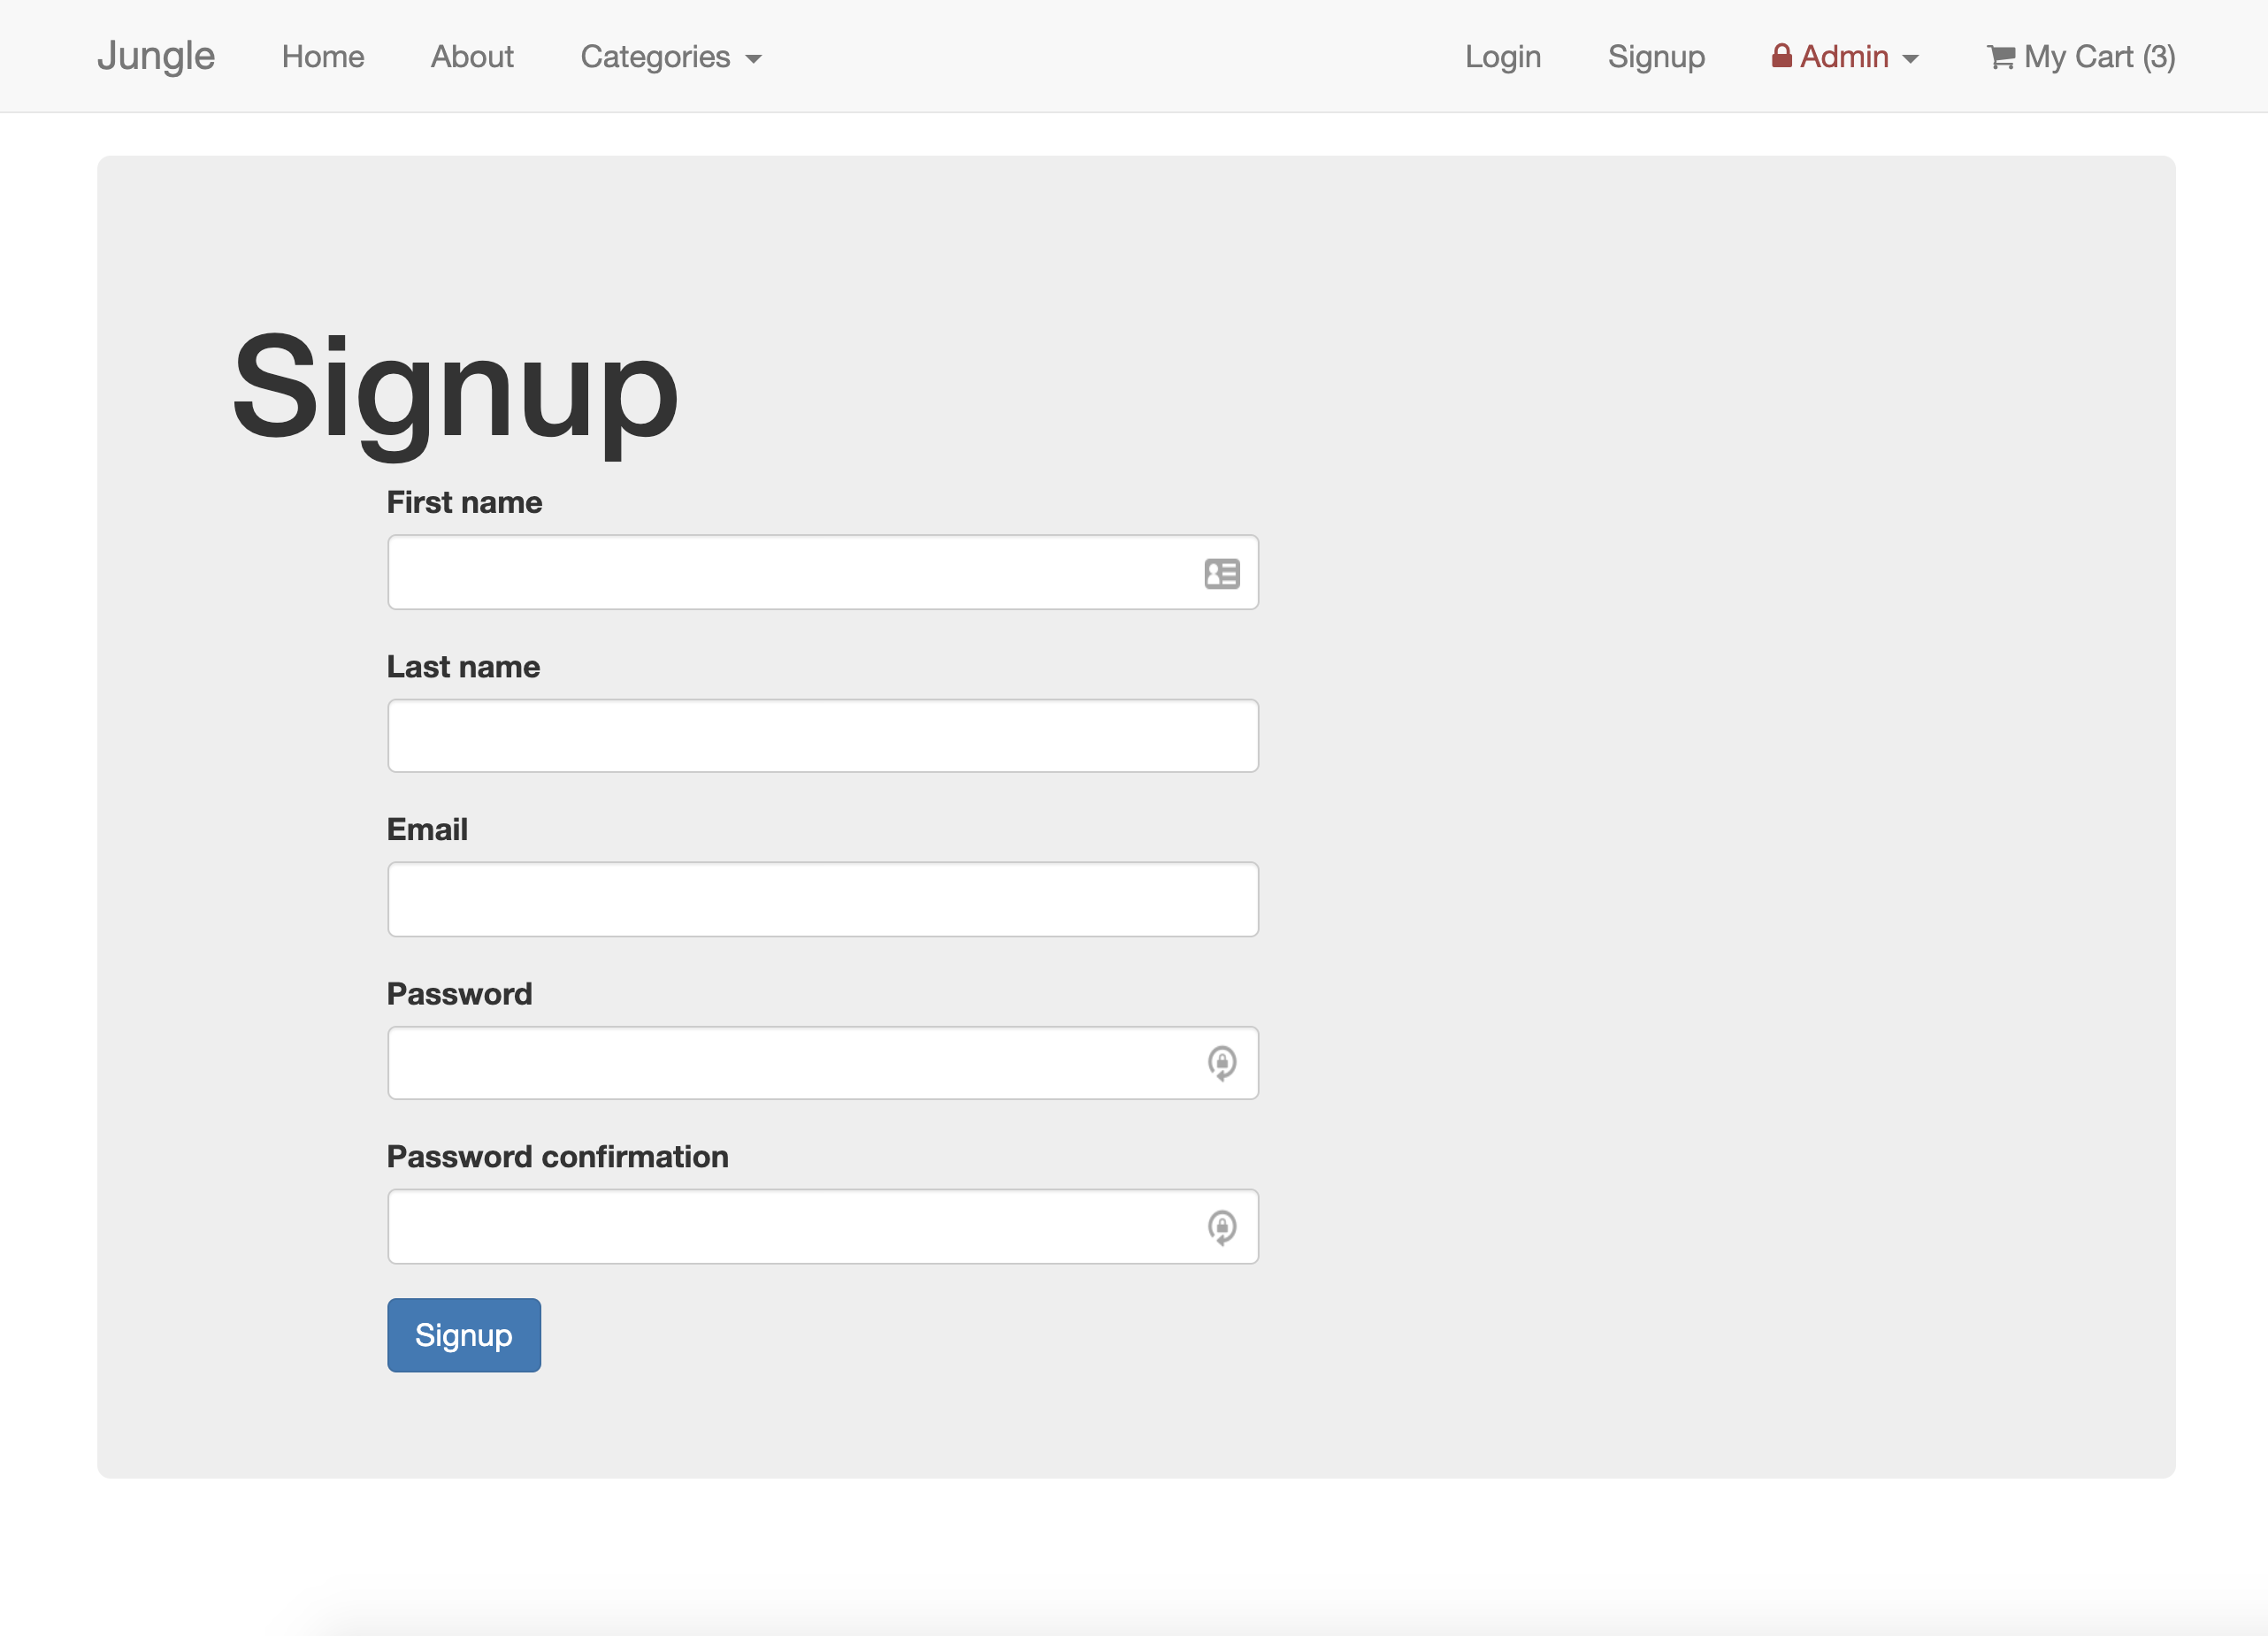 Jungle Home About Categories Login Signup Admin My Cart (3)
Signup
First name
Last name
Email
Password
Password confirmation
Signup